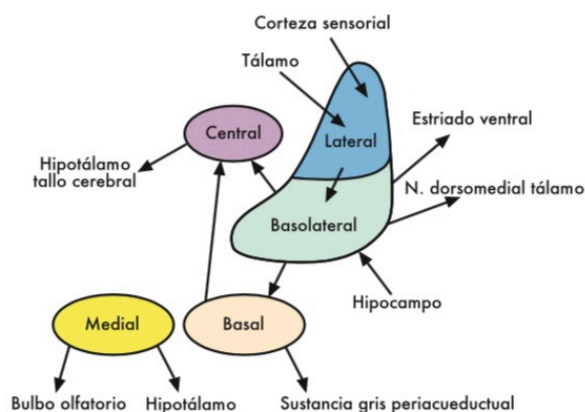 Corteza sensorial
Tálamo
Central
Lateral
Estriado ventral
Hipotálamo
tallo cerebral
N. dorsomedial tálamo
Basolateral
Hipocampo
Medial
Basal
Bulbo olfatorio
Hipotálamo
Sustancia gris periacueductual